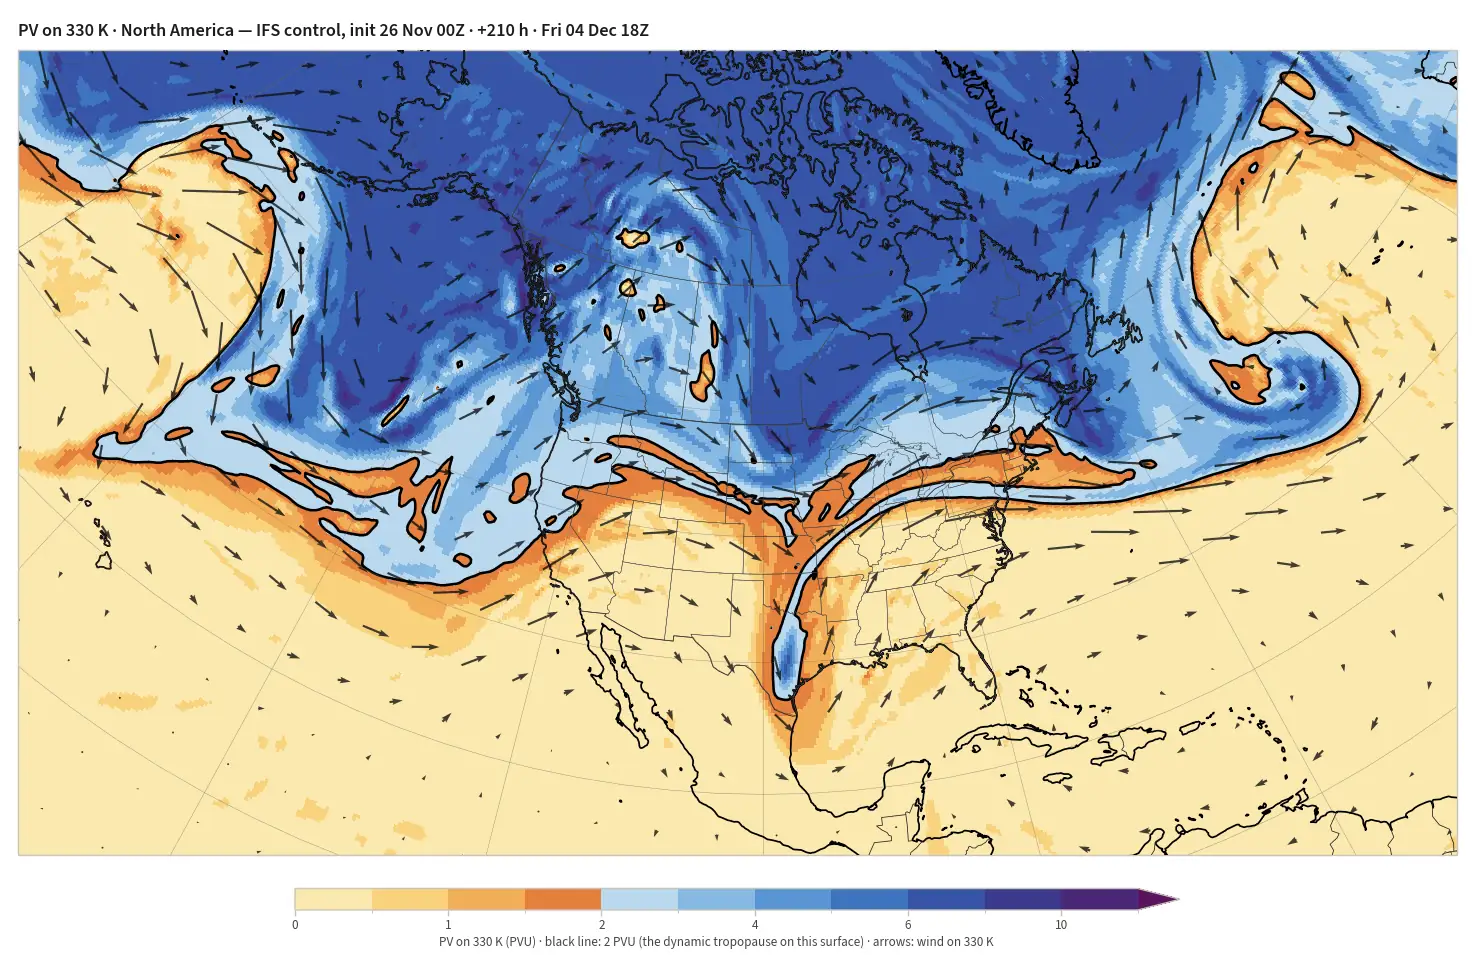 PV on 330 K · North America — IFS control, init 26 Nov 00Z · +210 h · Fri 04 Dec 18Z
0 1 2 4 6 10
PV on 330 K (PVU) · black line: 2 PVU (the dynamic tropopause on this surface) · arrows: wind on 330 K